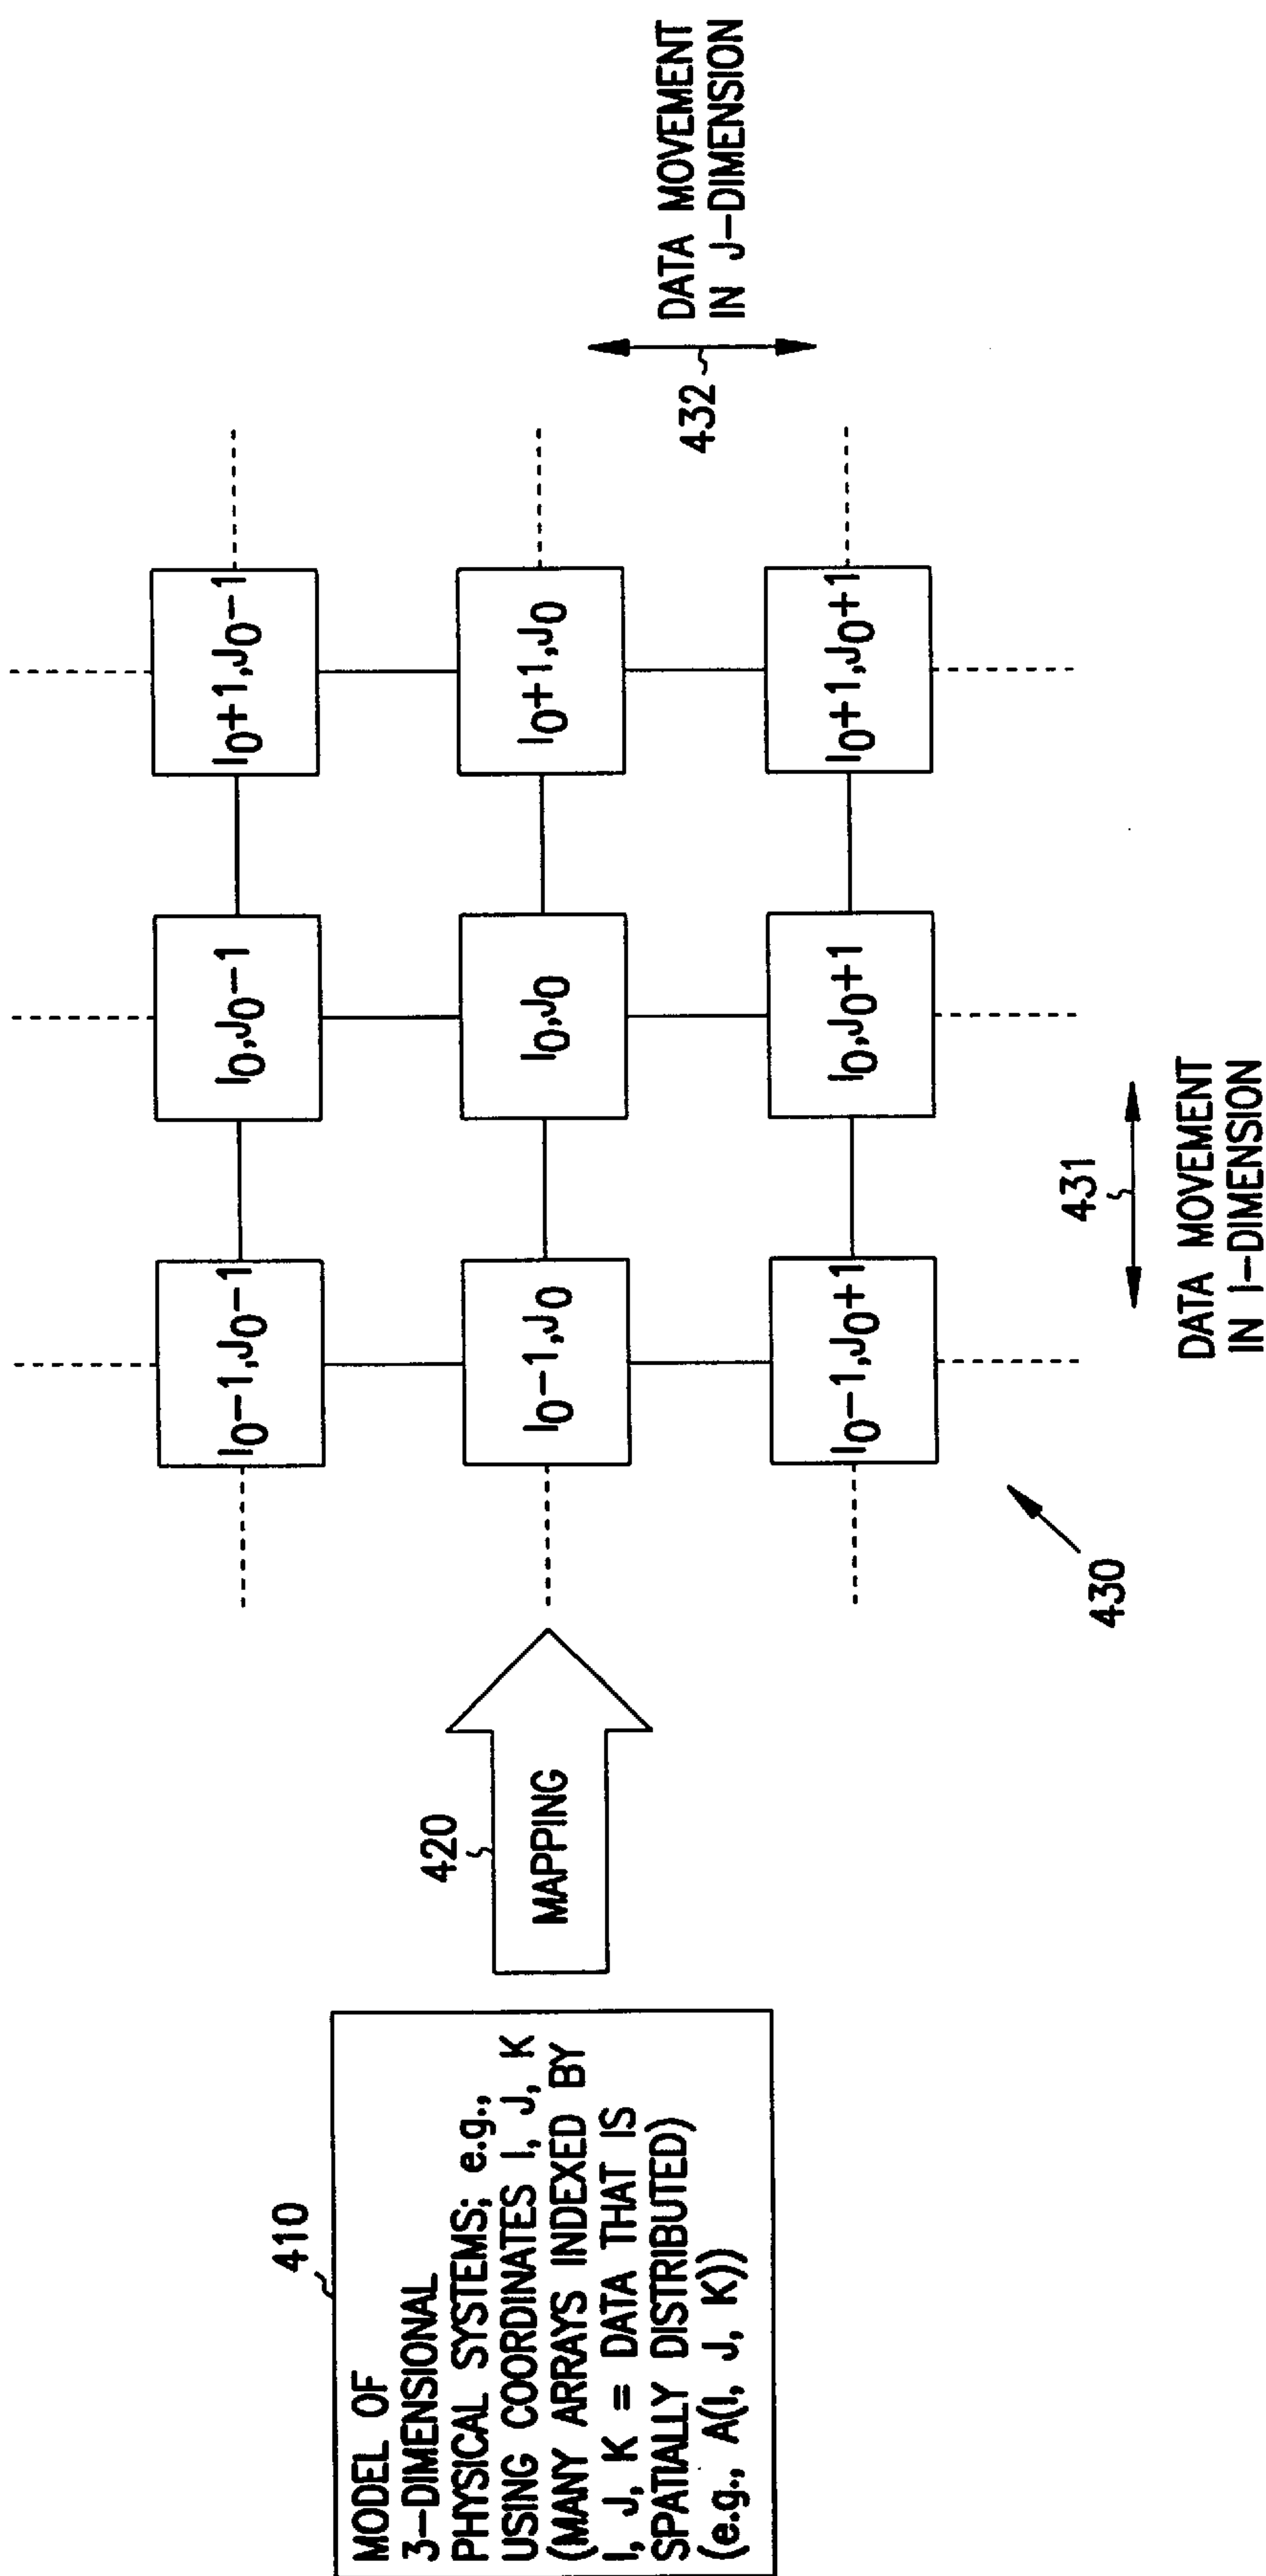 410
MODEL OF
3-DIMENSIONAL
PHYSICAL SYSTEMS; e.g.,
USING COORDINATES I, J, K
(MANY ARRAYS INDEXED BY
I, J, K = DATA THAT IS
SPATIALLY DISTRIBUTED)
(e.g., A(I, J, K))
420
MAPPING
I₀-1,J₀-1
I₀,J₀-1
I₀+1,J₀-1
I₀-1,J₀
I₀,J₀
I₀+1,J₀
I₀-1,J₀+1
I₀,J₀+1
I₀+1,J₀+1
430
431
DATA MOVEMENT
IN I-DIMENSION
432
DATA MOVEMENT
IN J-DIMENSION